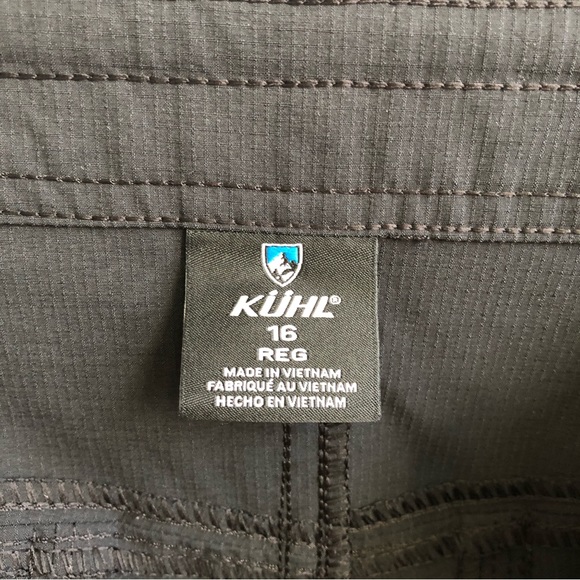 KÜHL®
16
REG
MADE IN VIETNAM
FABRIQUÉ AU VIETNAM
HECHO EN VIETNAM